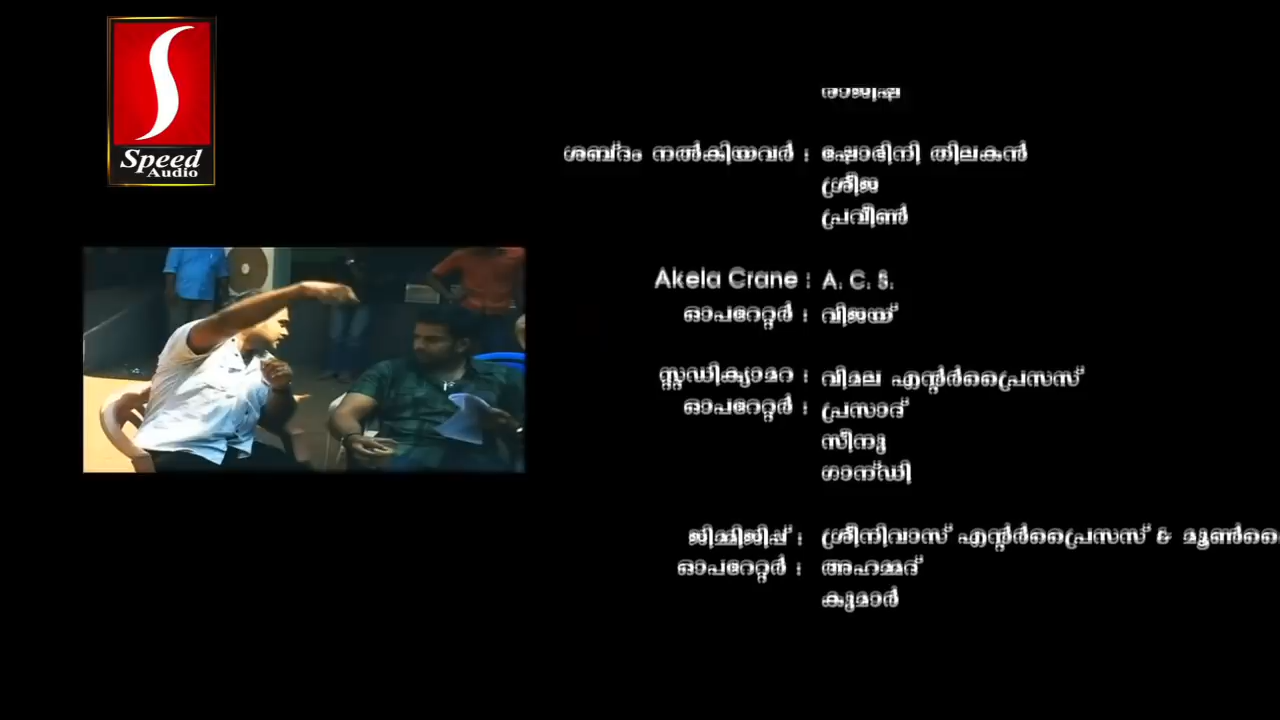 S
Speed
Audio
ശബ്ദം നൽകിയവർ : ഷോഭിനി തിലകൻ
ശ്രീജ
പ്രവീൺ
Akela Crane : A. C. S.
ഓപറേറ്റർ : വിജയ്
സ്റ്റഡിക്യാമറ : വിമല എന്റർപ്രൈസസ്
ഓപറേറ്റർ : പ്രസാദ്
സീനു
ഗാന്ഡി
ജിമ്മിജിപ്പ് : ശ്രീനിവാസ് എന്റർപ്രൈസസ് &
ഓപറേറ്റർ : അഹമ്മദ്
കുമാർ